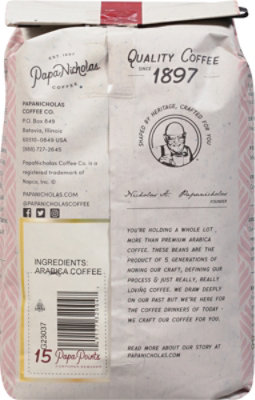 EST. 1897
PapaNicholas
COFFEE
PAPANICHOLAS
COFFEE CO.
P.O. Box 849
Batavia, Illinois
60510-0849 USA
(888) 727-2645
PapaNicholas Coffee Co. is a
registered trademark of
Napco, Inc. ©
PAPANICHOLAS.COM
@PAPANICHOLASCOFFEE
INGREDIENTS:
ARABICA COFFEE
G23037
15 PapaPoints
QUALITY COFFEE
SINCE 1897
SHAPED BY HERITAGE, CRAFTED FOR YOU
Nicholas A. Papanicholas
FOUNDER
YOU'RE HOLDING A WHOLE LOT
MORE THAN PREMIUM ARABICA
COFFEE. THESE BEANS ARE THE
PRODUCT OF 5 GENERATIONS OF
HONING OUR CRAFT, DEFINING OUR
PROCESS & JUST REALLY, REALLY
LOVING COFFEE. WE DRAW DEEPLY
ON OUR PAST BUT WE'RE HERE FOR
THE COFFEE DRINKERS OF TODAY -
WE CRAFT OUR COFFEE FOR YOU.
READ MORE ABOUT OUR STORY AT
PAPANICHOLAS.COM